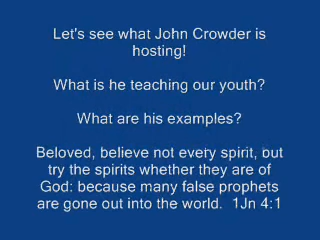 Let's see what John Crowder is
hosting!
What is he teaching our youth?
What are his examples?
Beloved, believe not every spirit, but
try the spirits whether they are of
God: because many false prophets
are gone out into the world.  1Jn 4:1